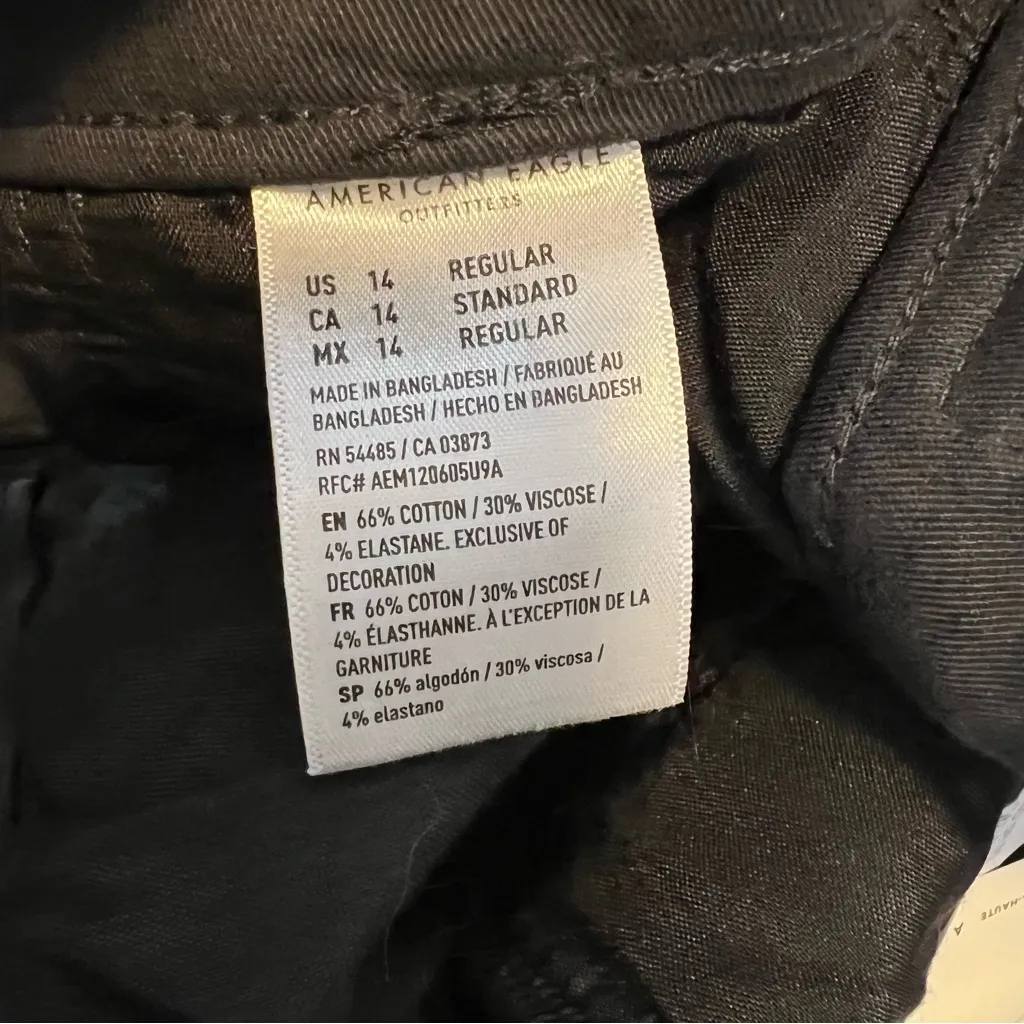 AMERICAN EAGLE
OUTFITTERS
US 14 REGULAR
CA 14 STANDARD
MX 14 REGULAR
MADE IN BANGLADESH / FABRIQUÉ AU
BANGLADESH / HECHO EN BANGLADESH
RN 54485 / CA 03873
RFC# AEM120605U9A
EN 66% COTTON / 30% VISCOSE /
4% ELASTANE. EXCLUSIVE OF
DECORATION
FR 66% COTON / 30% VISCOSE /
4% ÉLASTHANNE. À L'EXCEPTION DE LA
GARNITURE
SP 66% algodón / 30% viscosa /
4% elastano
-HAUTE
A